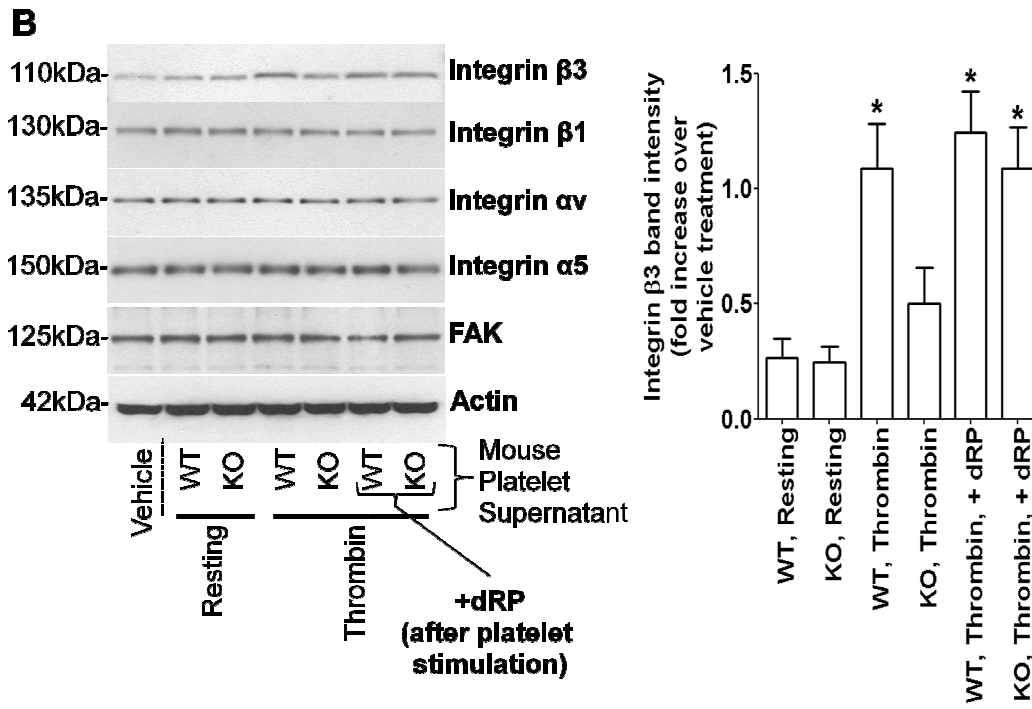 B
110kDa-
Integrin β3
130kDa-
Integrin β1
135kDa-
Integrin αv
150kDa-
Integrin α5
125kDa-
FAK
42kDa-
Actin
Vehicle
WT
KO
WT
KO
WT
KO
Mouse
Platelet
Supernatant
Resting
Thrombin
+dRP
(after platelet
stimulation)
Integrin β3 band intensity
(fold increase over
vehicle treatment)
1.5
1.0
0.5
0.0
*
*
*
WT, Resting
KO, Resting
WT, Thrombin
KO, Thrombin
WT, Thrombin, + dRP
KO, Thrombin, + dRP